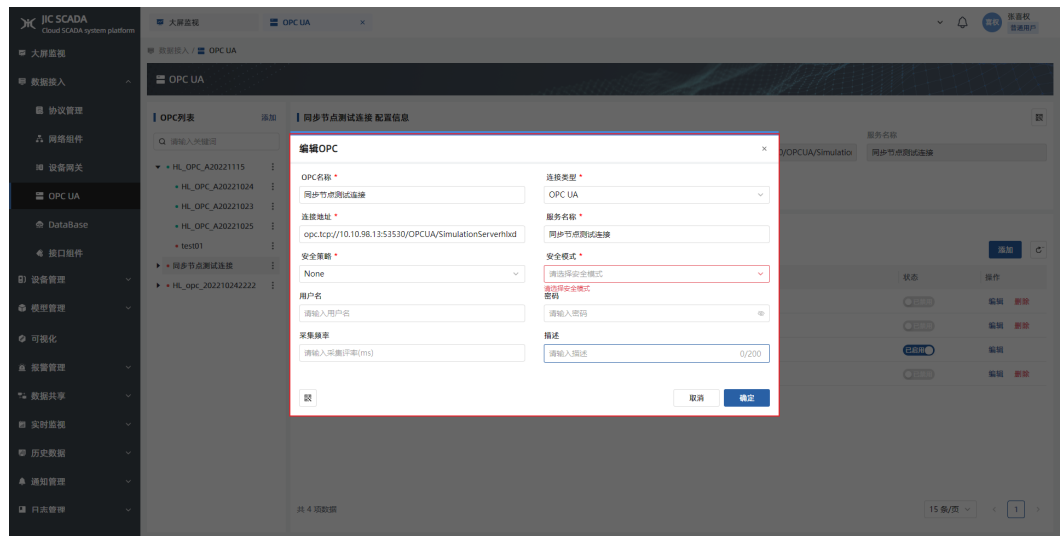 JIC SCADA
Cloud SCADA system platform
大屏监视
OPC UA ×
喜权
张喜权
普通用户
大屏监视
数据接入 / OPC UA
数据接入
OPC UA
协议管理
OPC列表 添加
同步节点测试连接 配置信息
网络组件
请输入关键词
服务名称
设备网关
HL_OPC_A20221115
编辑OPC ×
/OPCUA/Simulatio
同步节点测试连接
OPC UA
HL_OPC_A20221024
OPC名称 *
连接类型 *
同步节点测试连接
OPC UA
HL_OPC_A20221023
DataBase
HL_OPC_A20221025
连接地址 *
服务名称 *
opc.tcp://10.10.98.13:53530/OPCUA/SimulationServerhlxd
同步节点测试连接
接口组件
test01
安全策略 *
安全模式 *
添加
同步节点测试连接
None
请选择安全模式
请选择安全模式
设备管理
HL_opc_202210242222
状态
操作
用户名
密码
模型管理
请输入用户名
请输入密码
编辑 删除
可视化
采集频率
描述
编辑 删除
请输入采集评率(ms)
请输入描述 0/200
已启用
编辑
报警管理
编辑 删除
数据共享
取消
确定
实时监视
历史数据
通知管理
日志管理
共 4 项数据
15 条/页
1